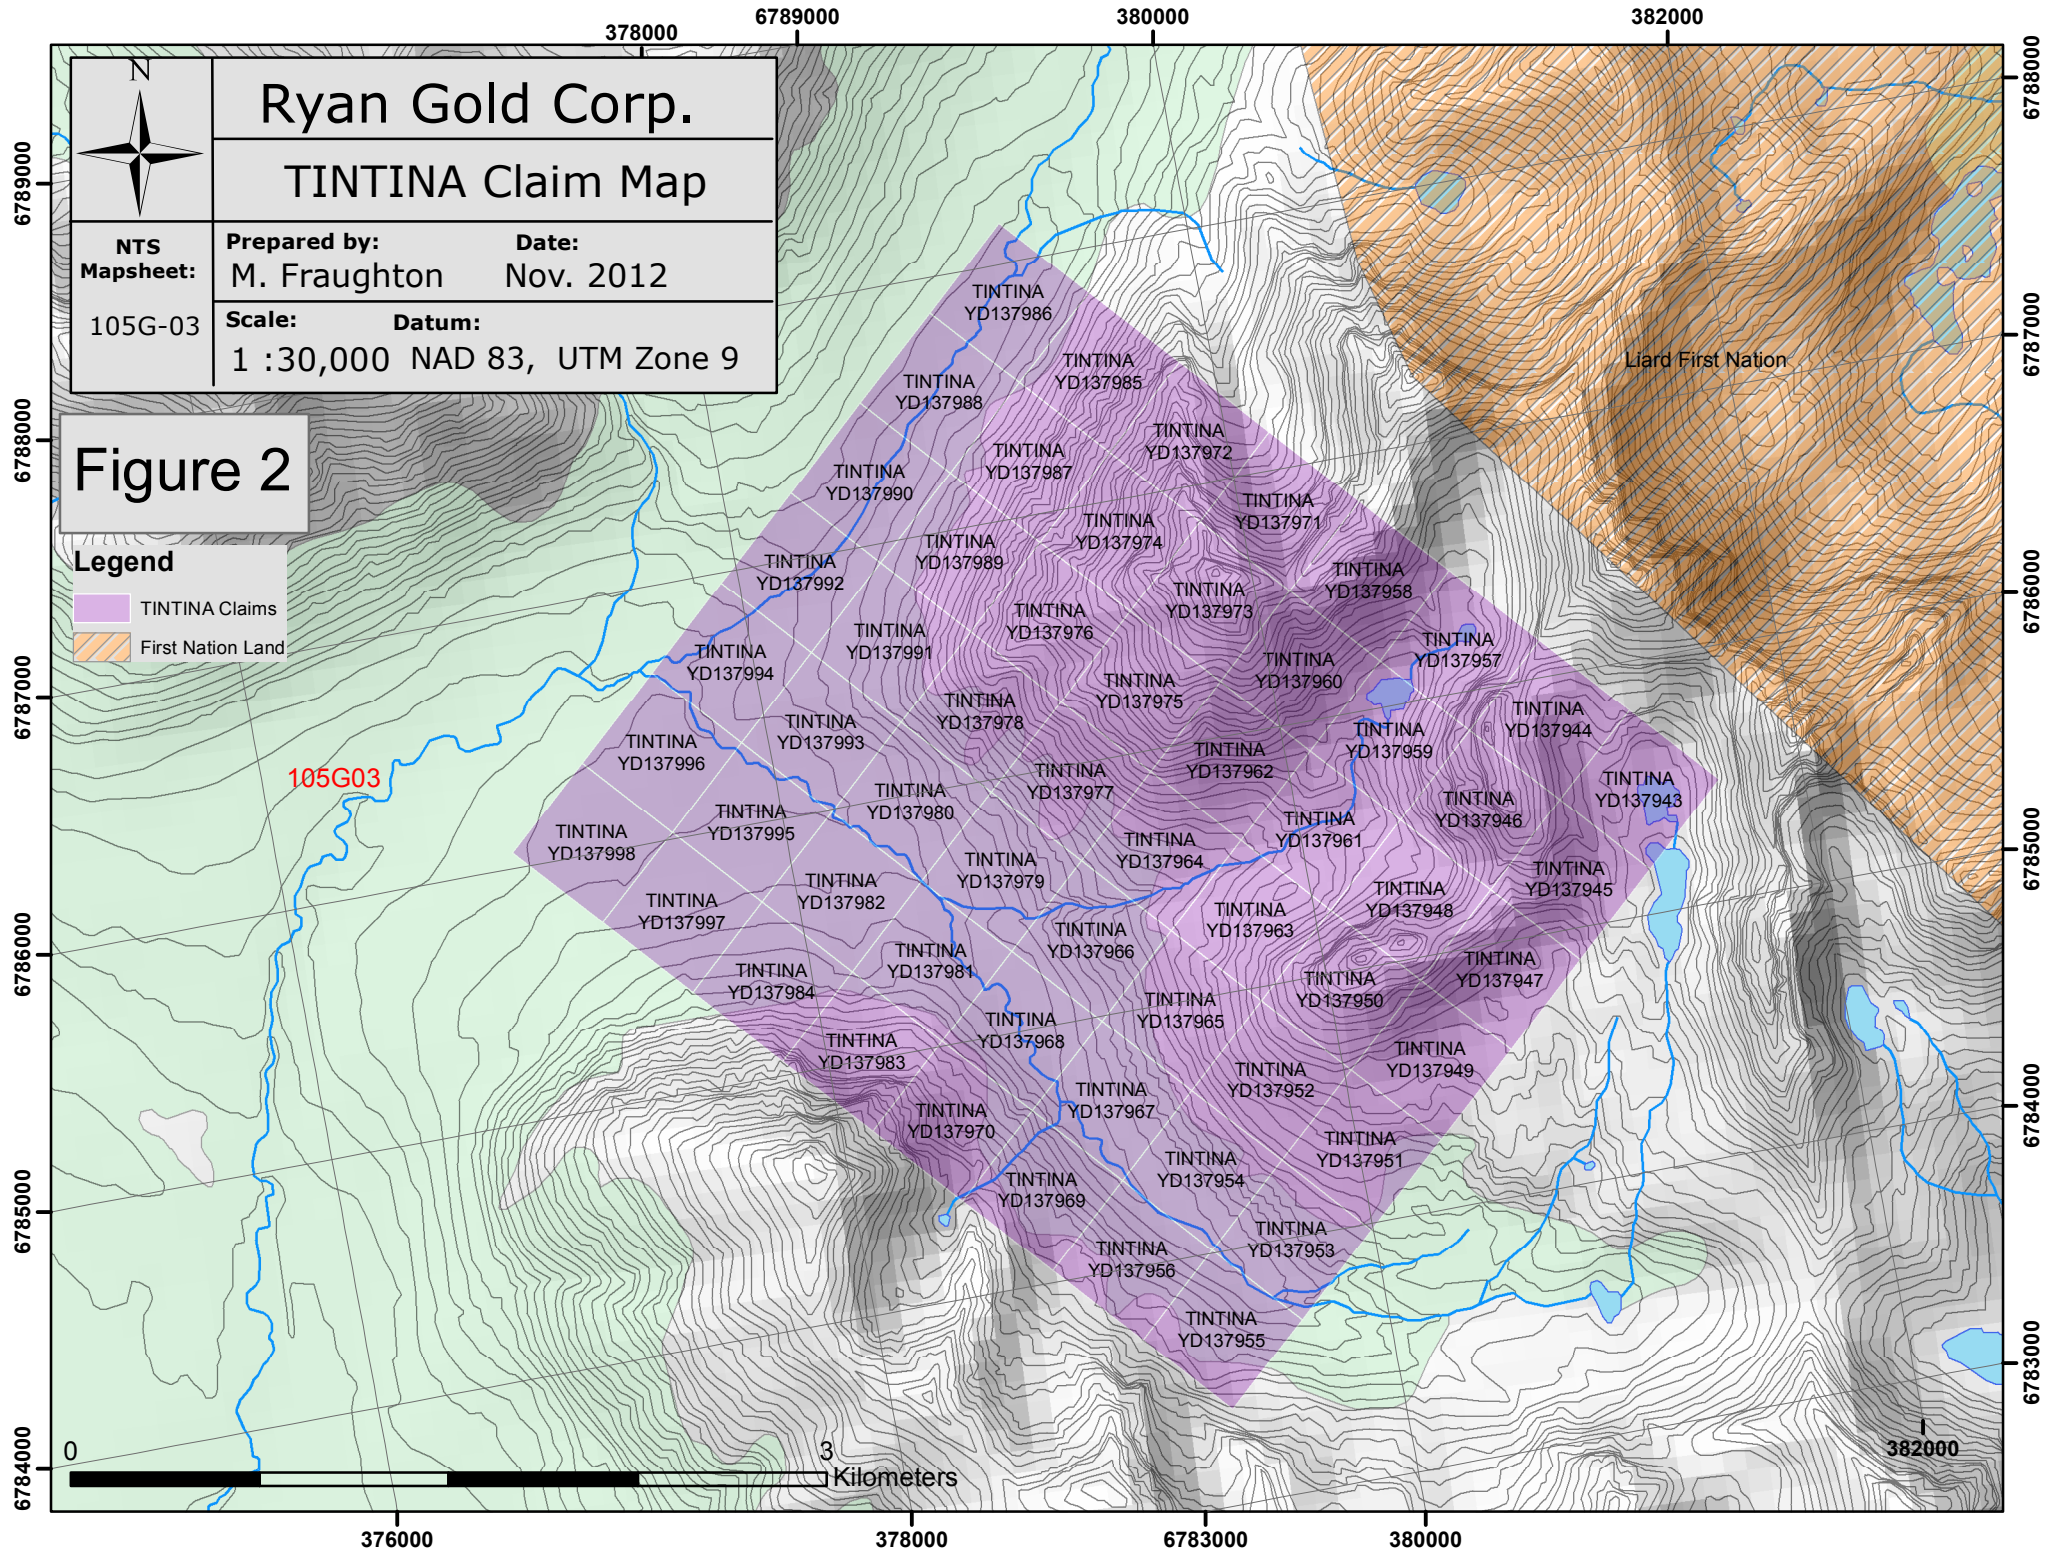 378000
6789000
380000
382000
N
Ryan Gold Corp.
TINTINA Claim Map
NTS
Mapsheet:
105G-03
Prepared by:
M. Fraughton
Date:
Nov. 2012
Scale:
1 :30,000
Datum:
NAD 83, UTM Zone 9
Figure 2
Legend
TINTINA Claims
First Nation Land
6789000
6788000
6787000
6786000
6785000
6784000
6788000
6787000
6786000
6785000
6784000
6783000
Liard First Nation
105G03
TINTINA
YD137986
TINTINA
YD137985
TINTINA
YD137988
TINTINA
YD137972
TINTINA
YD137987
TINTINA
YD137990
TINTINA
YD137971
TINTINA
YD137974
TINTINA
YD137989
TINTINA
YD137992
TINTINA
YD137958
TINTINA
YD137973
TINTINA
YD137976
TINTINA
YD137991
TINTINA
YD137994
TINTINA
YD137957
TINTINA
YD137960
TINTINA
YD137975
TINTINA
YD137978
TINTINA
YD137993
TINTINA
YD137996
TINTINA
YD137944
TINTINA
YD137959
TINTINA
YD137962
TINTINA
YD137977
TINTINA
YD137980
TINTINA
YD137995
TINTINA
YD137998
TINTINA
YD137943
TINTINA
YD137946
TINTINA
YD137961
TINTINA
YD137964
TINTINA
YD137979
TINTINA
YD137982
TINTINA
YD137997
TINTINA
YD137945
TINTINA
YD137948
TINTINA
YD137963
TINTINA
YD137966
TINTINA
YD137981
TINTINA
YD137984
TINTINA
YD137947
TINTINA
YD137950
TINTINA
YD137965
TINTINA
YD137968
TINTINA
YD137983
TINTINA
YD137949
TINTINA
YD137952
TINTINA
YD137967
TINTINA
YD137970
TINTINA
YD137951
TINTINA
YD137954
TINTINA
YD137969
TINTINA
YD137953
TINTINA
YD137956
TINTINA
YD137955
0
3
Kilometers
382000
376000
378000
6783000
380000